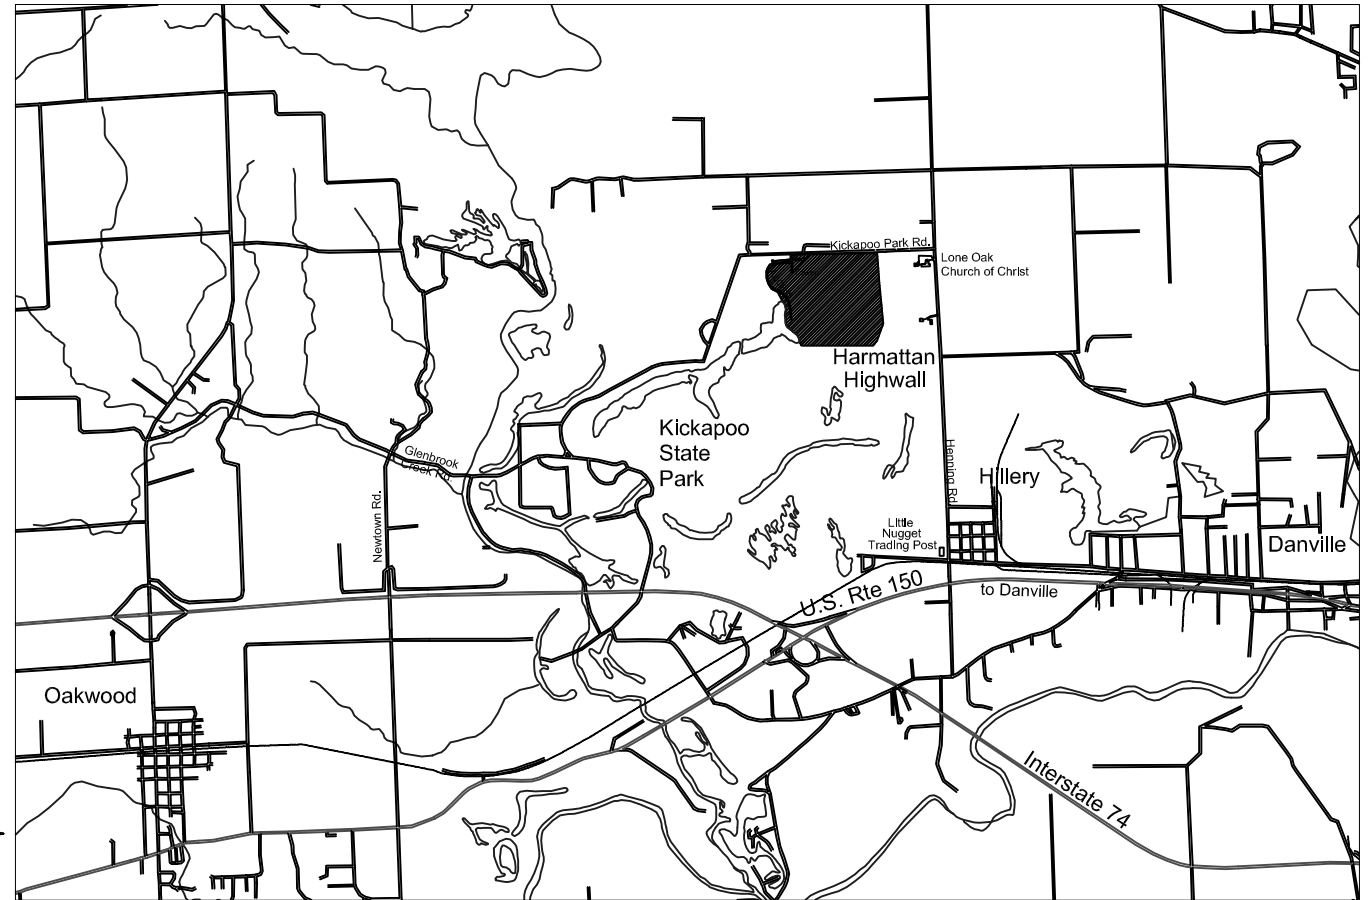 Kickapoo Park Rd.
Lone Oak
Church of Christ
Harmattan
Highwall
Kickapoo
State
Park
Glenbrook
Creek Rd.
Henning Rd
Hillery
Newtown Rd.
Little
Nugget
Trading Post
Danville
U.S. Rte 150
to Danville
Oakwood
Interstate 74